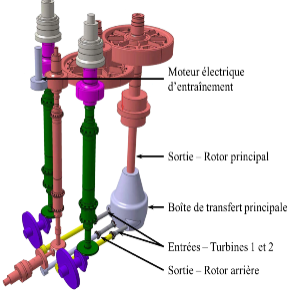 Moteur électrique
d'entraînement
Sortie – Rotor principal
Boîte de transfert principale
Entrées – Turbines 1 et 2
Sortie – Rotor arrière